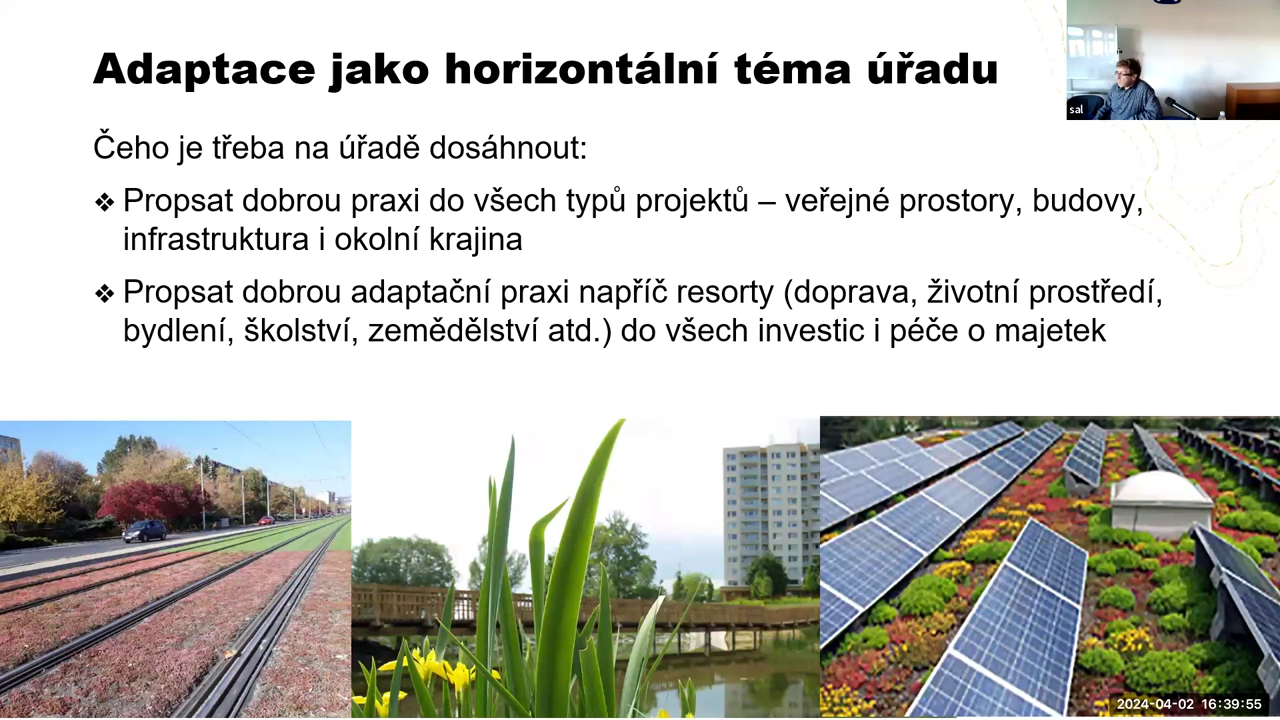 Adaptace jako horizontální téma úřadu
sal
Čeho je třeba na úřadě dosáhnout:
❖ Propsat dobrou praxi do všech typů projektů – veřejné prostory, budovy,
infrastruktura i okolní krajina
❖ Propsat dobrou adaptační praxi napříč resorty (doprava, životní prostředí,
bydlení, školství, zemědělství atd.) do všech investic i péče o majetek
2024-04-02 16:39:55